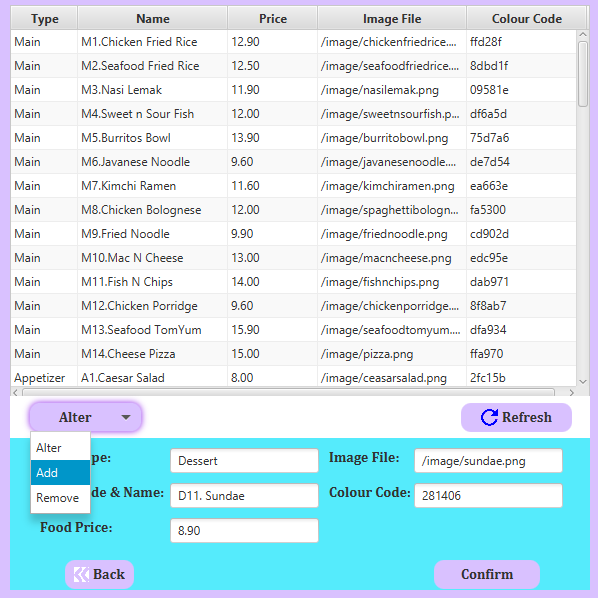 Type Name Price Image File Colour Code
Main M1.Chicken Fried Rice 12.90 /image/chickenfriedrice.... ffd28f
Main M2.Seafood Fried Rice 12.50 /image/seafoodfriedrice.... 8dbd1f
Main M3.Nasi Lemak 11.90 /image/nasilemak.png 09581e
Main M4.Sweet n Sour Fish 12.00 /image/sweetnsourfish.p... df6a5d
Main M5.Burritos Bowl 13.90 /image/burritobowl.png 75d7a6
Main M6.Javanese Noodle 9.60 /image/javanesenoodle.... de7d54
Main M7.Kimchi Ramen 11.60 /image/kimchiramen.png ea663e
Main M8.Chicken Bolognese 12.00 /image/spaghettibologn... fa5300
Main M9.Fried Noodle 9.90 /image/friednoodle.png cd902d
Main M10.Mac N Cheese 13.00 /image/macncheese.png edc95e
Main M11.Fish N Chips 14.00 /image/fishnchips.png dab971
Main M12.Chicken Porridge 9.60 /image/chickenporridge.... 8f8ab7
Main M13.Seafood TomYum 15.90 /image/seafoodtomyum.... dfa934
Main M14.Cheese Pizza 15.00 /image/pizza.png ffa970
Appetizer A1.Caesar Salad 8.00 /image/ceasarsalad.png 2fc15b
Alter Refresh
Alter
Add
Remove
pe: Dessert Image File: /image/sundae.png
de & Name: D11. Sundae Colour Code: 281406
Food Price: 8.90
Back Confirm